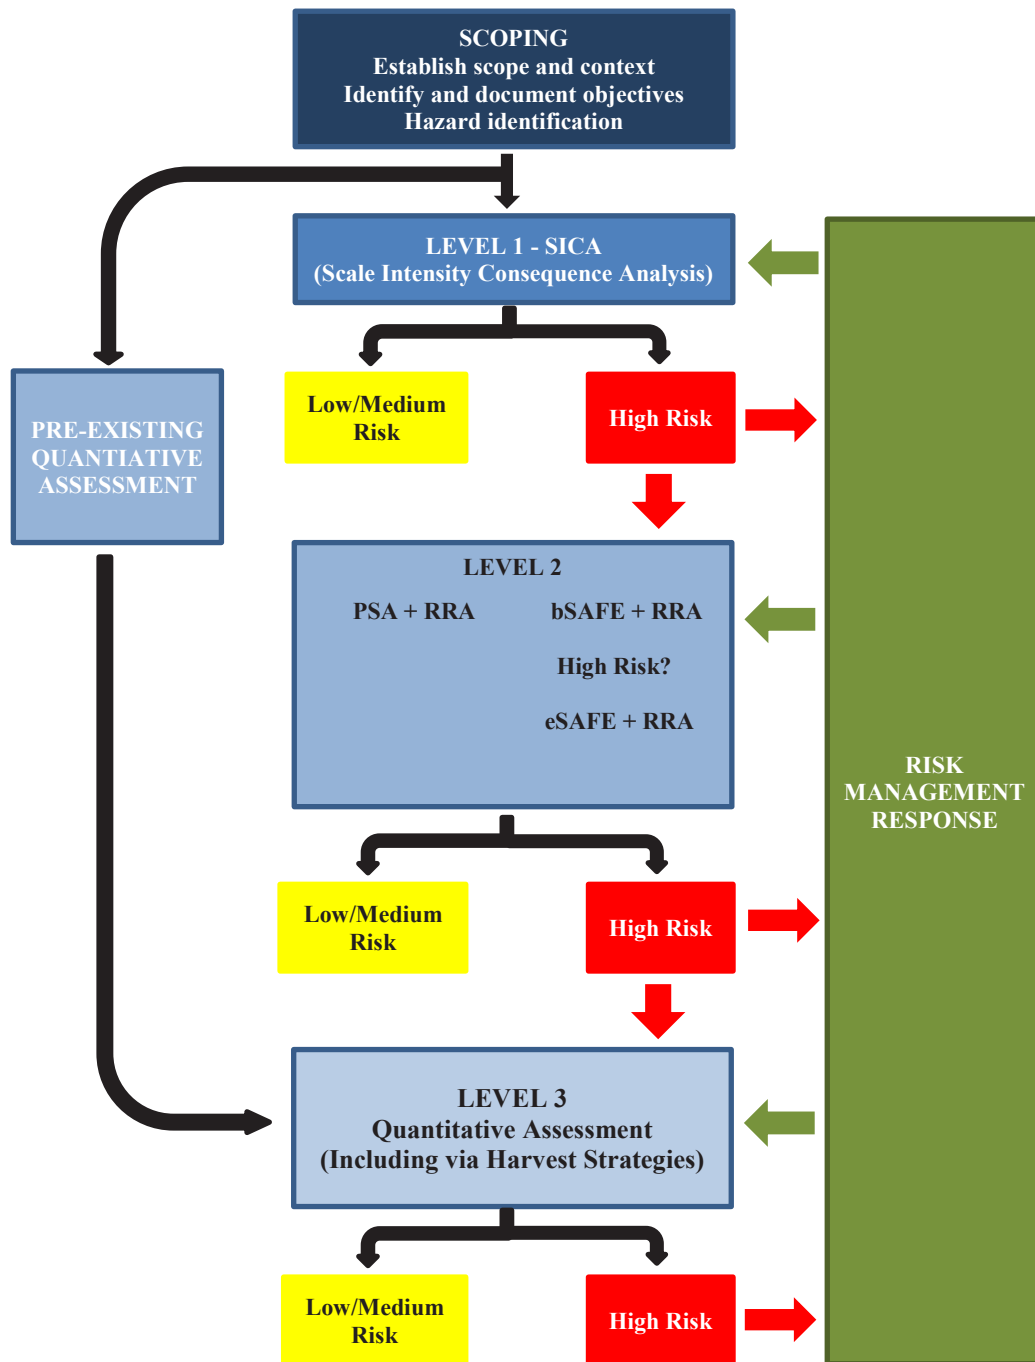 SCOPING
Establish scope and context
Identify and document objectives
Hazard identification
LEVEL 1 - SICA
(Scale Intensity Consequence Analysis)
Low/Medium
Risk
High Risk
PRE-EXISTING
QUANTIATIVE
ASSESSMENT
LEVEL 2
PSA + RRA
bSAFE + RRA
High Risk?
eSAFE + RRA
RISK
MANAGEMENT
RESPONSE
Low/Medium
Risk
High Risk
LEVEL 3
Quantitative Assessment
(Including via Harvest Strategies)
Low/Medium
Risk
High Risk